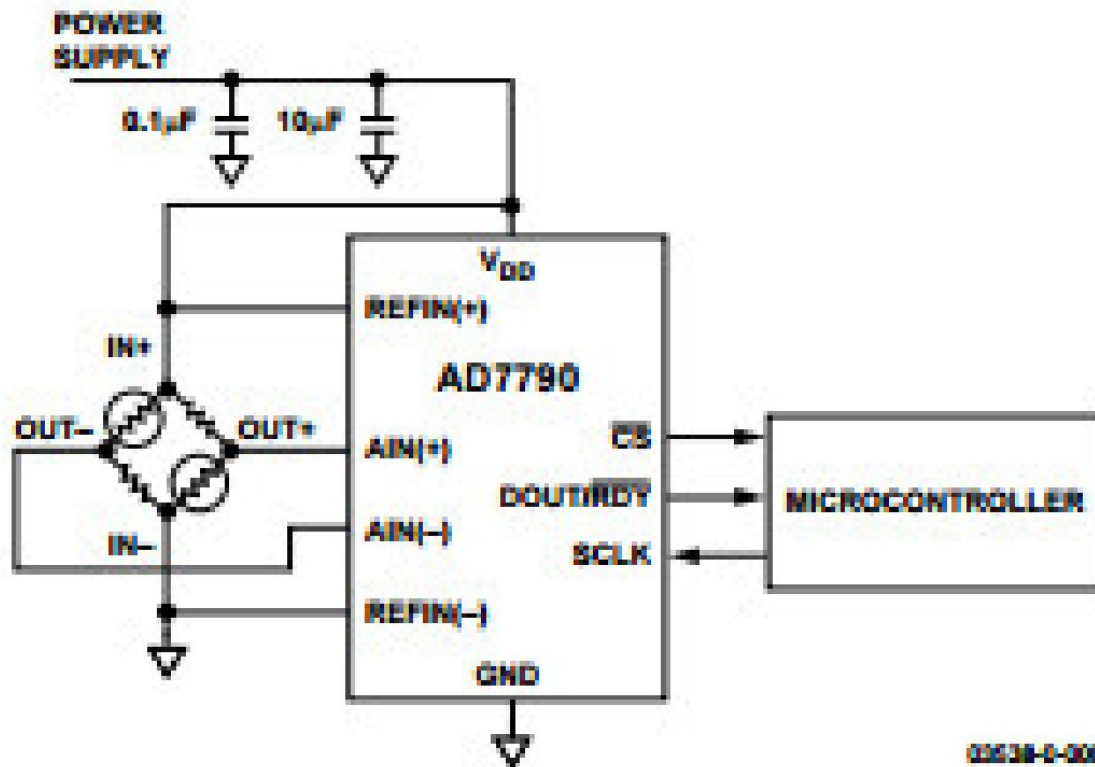 POWER
SUPPLY
0.1µF
10µF
V_DD
REFIN(+)
IN+
AD7790
OUT–
OUT+
AIN(+)
CS
DOUT/RDY
MICROCONTROLLER
AIN(–)
IN–
SCLK
REFIN(–)
GND